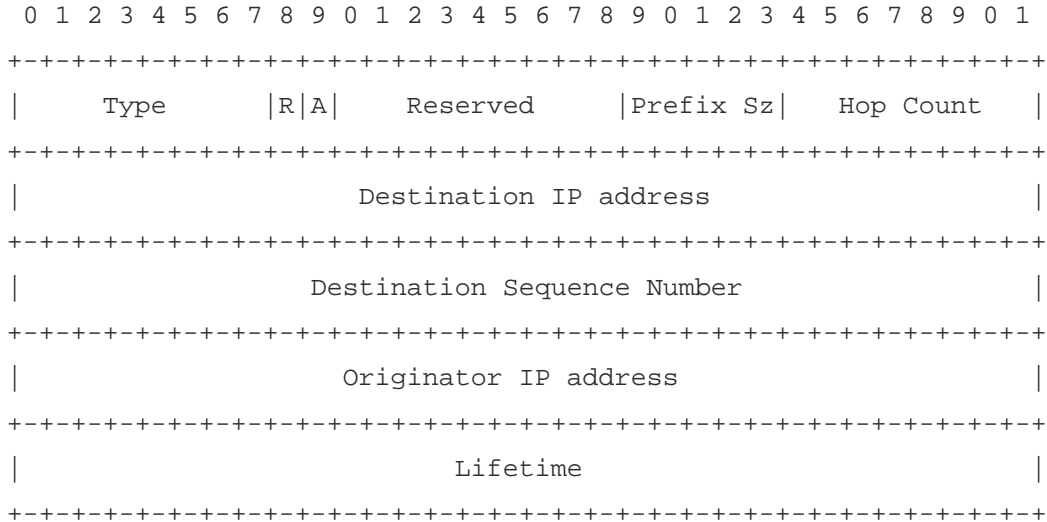 0 1 2 3 4 5 6 7 8 9 0 1 2 3 4 5 6 7 8 9 0 1 2 3 4 5 6 7 8 9 0 1
+-+-+-+-+-+-+-+-+-+-+-+-+-+-+-+-+-+-+-+-+-+-+-+-+-+-+-+-+-+-+-+-+
|     Type      |R|A|    Reserved     |Prefix Sz|   Hop Count   |
+-+-+-+-+-+-+-+-+-+-+-+-+-+-+-+-+-+-+-+-+-+-+-+-+-+-+-+-+-+-+-+-+
|                     Destination IP address                    |
+-+-+-+-+-+-+-+-+-+-+-+-+-+-+-+-+-+-+-+-+-+-+-+-+-+-+-+-+-+-+-+-+
|                  Destination Sequence Number                  |
+-+-+-+-+-+-+-+-+-+-+-+-+-+-+-+-+-+-+-+-+-+-+-+-+-+-+-+-+-+-+-+-+
|                    Originator IP address                      |
+-+-+-+-+-+-+-+-+-+-+-+-+-+-+-+-+-+-+-+-+-+-+-+-+-+-+-+-+-+-+-+-+
|                           Lifetime                            |
+-+-+-+-+-+-+-+-+-+-+-+-+-+-+-+-+-+-+-+-+-+-+-+-+-+-+-+-+-+-+-+-+